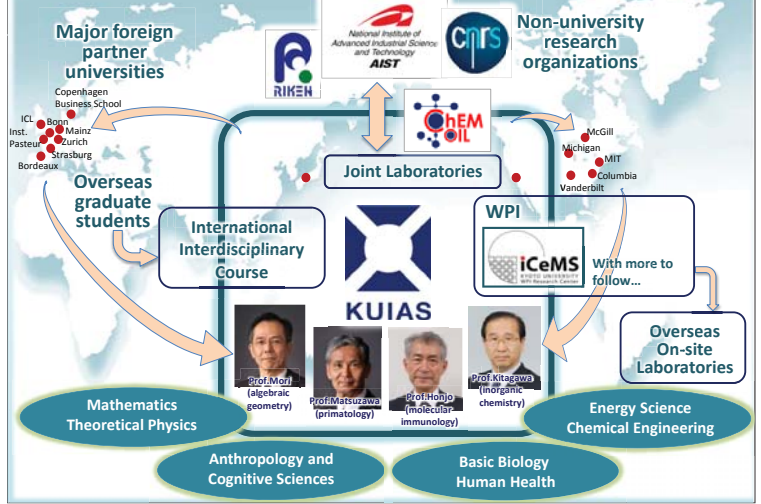 Major foreign
partner
universities
RIKEN
National Institute of
Advanced Industrial Science
and Technology
AIST
cnrs
Non-university
research
organizations
Copenhagen
Business School
ICL
Bonn
Inst.
Pasteur
Mainz
Zurich
Strasburg
Bordeaux
ChEM
OIL
McGill
Michigan
MIT
Columbia
Vanderbilt
Joint Laboratories
Overseas
graduate
students
International
Interdisciplinary
Course
KUIAS
WPI
iCeMS
KYOTO UNIVERSITY
WPI Research Center
With more to
follow...
Overseas
On-site
Laboratories
Prof.Mori
(algebraic
geometry)
Prof.Matsuzawa
(primatology)
Prof.Honjo
(molecular-
immunology)
Prof.Kitagawa
(inorganic
chemistry)
Mathematics
Theoretical Physics
Anthropology and
Cognitive Sciences
Basic Biology
Human Health
Energy Science
Chemical Engineering